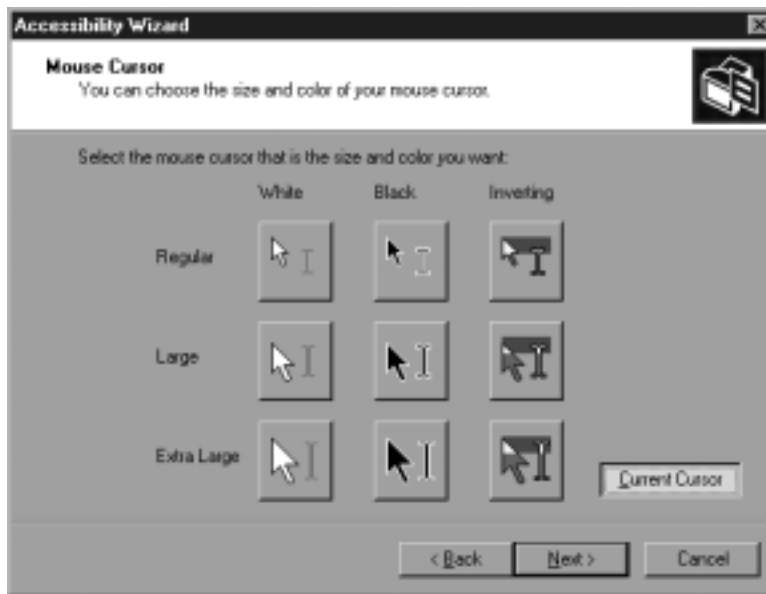 Accessibility Wizard
Mouse Cursor
You can choose the size and color of your mouse cursor.
Select the mouse cursor that is the size and color you want:
White Black Inverting
Regular
Large
Extra Large
Current Cursor
< Back Next > Cancel